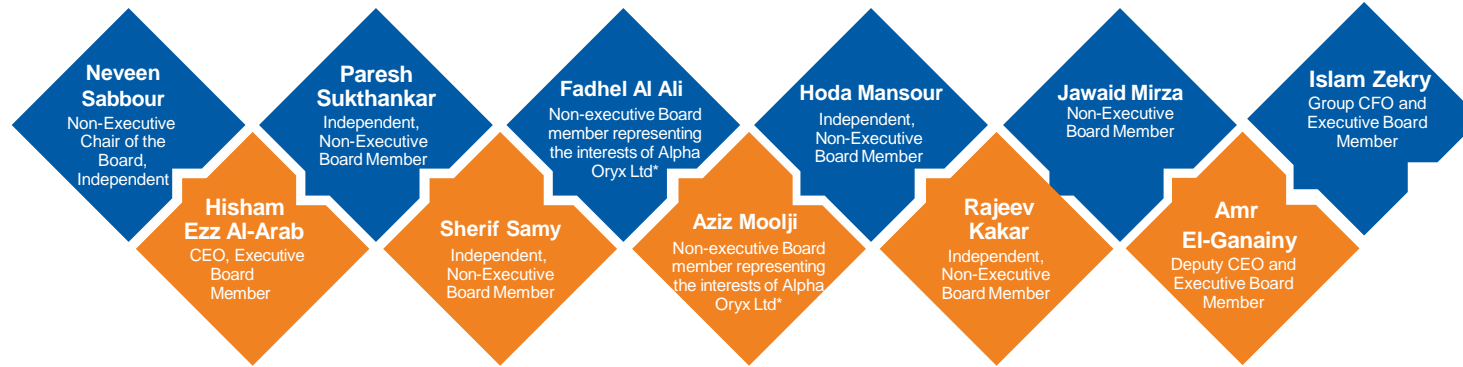 Neveen
Sabbour
Non-Executive
Chair of the
Board,
Independent
Hisham
Ezz Al-Arab
CEO, Executive
Board
Member
Paresh
Sukthankar
Independent,
Non-Executive
Board Member
Sherif Samy
Independent,
Non-Executive
Board Member
Fadhel Al Ali
Non-executive Board
member representing
the interests of Alpha
Oryx Ltd*
Aziz Moolji
Non-executive Board
member representing
the interests of Alpha
Oryx Ltd*
Hoda Mansour
Independent,
Non-Executive
Board Member
Rajeev
Kakar
Independent,
Non-Executive
Board Member
Jawaid Mirza
Non-Executive
Board Member
Amr
El-Ganainy
Deputy CEO and
Executive Board
Member
Islam Zekry
Group CFO and
Executive Board
Member